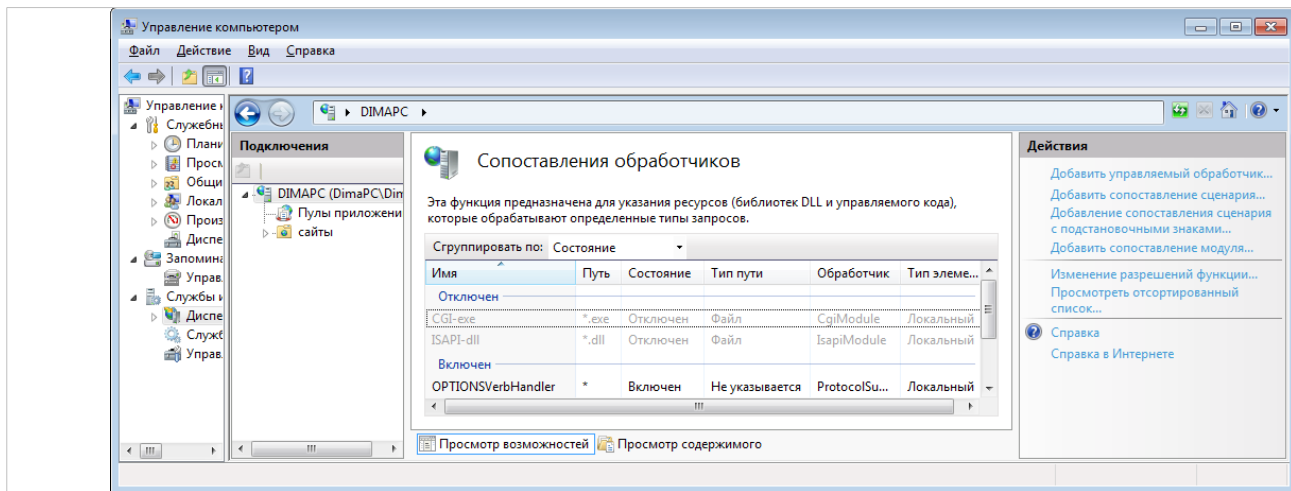 Управление компьютером
Файл Действие Вид Справка
Управление к
Служебны
Плани
Просм
Общи
Локал
Произ
Диспе
Запомина
Управ.
Службы и
Диспе
Служб
Управ.
DIMAPC
Подключения
DIMAPC (DimaPC\Dim
Пулы приложени
сайты
Сопоставления обработчиков
Эта функция предназначена для указания ресурсов (библиотек DLL и управляемого кода),
которые обрабатывают определенные типы запросов.
Сгруппировать по: Состояние
Имя Путь Состояние Тип пути Обработчик Тип элеме...
Отключен
CGI-exe *.exe Отключен Файл CgiModule Локальный
ISAPI-dll *.dll Отключен Файл IsapiModule Локальный
Включен
OPTIONSVerbHandler * Включен Не указывается ProtocolSu... Локальный
Просмотр возможностей Просмотр содержимого
Действия
Добавить управляемый обработчик...
Добавить сопоставление сценария...
Добавление сопоставления сценария
с подстановочными знаками...
Добавить сопоставление модуля...
Изменение разрешений функции...
Просмотреть отсортированный
список...
Справка
Справка в Интернете